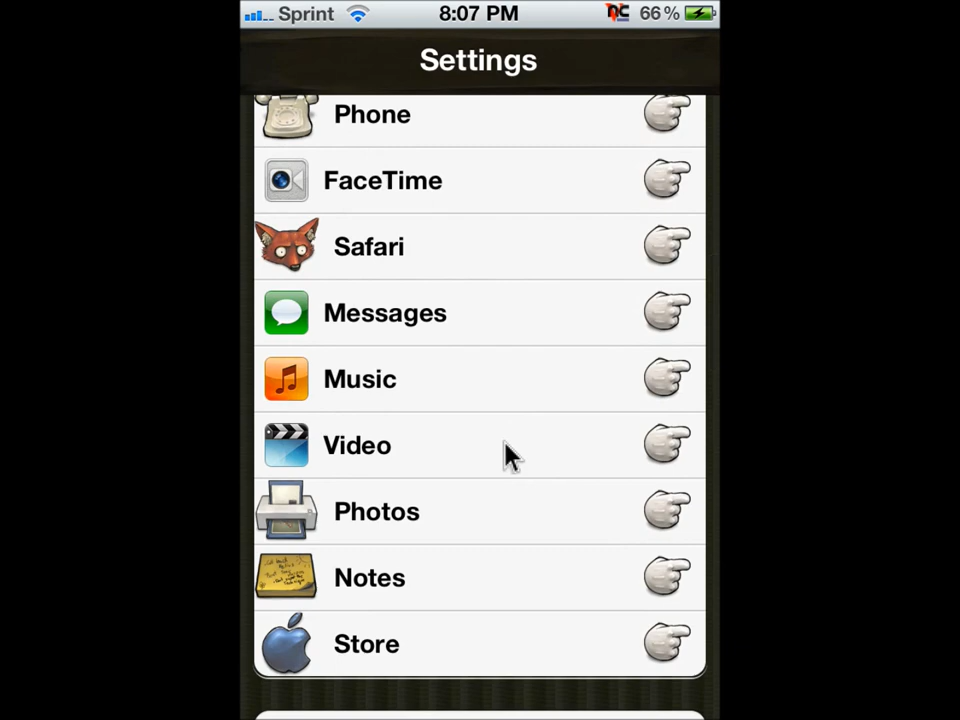 Sprint 8:07 PM 66%
Settings
Phone
FaceTime
Safari
Messages
Music
Video
Photos
Notes
Store